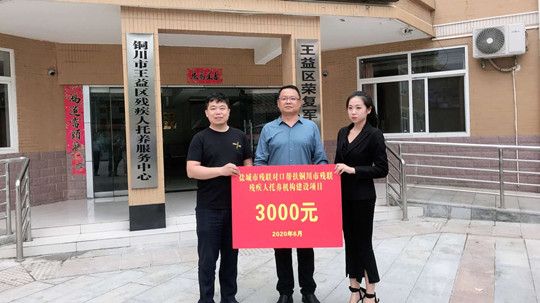 铜川市王益区残疾人托养服务中心
王益区荣复军
盐城市残联对口帮扶铜川市残联
残疾人托养机构建设项目
3000元
2020年6月